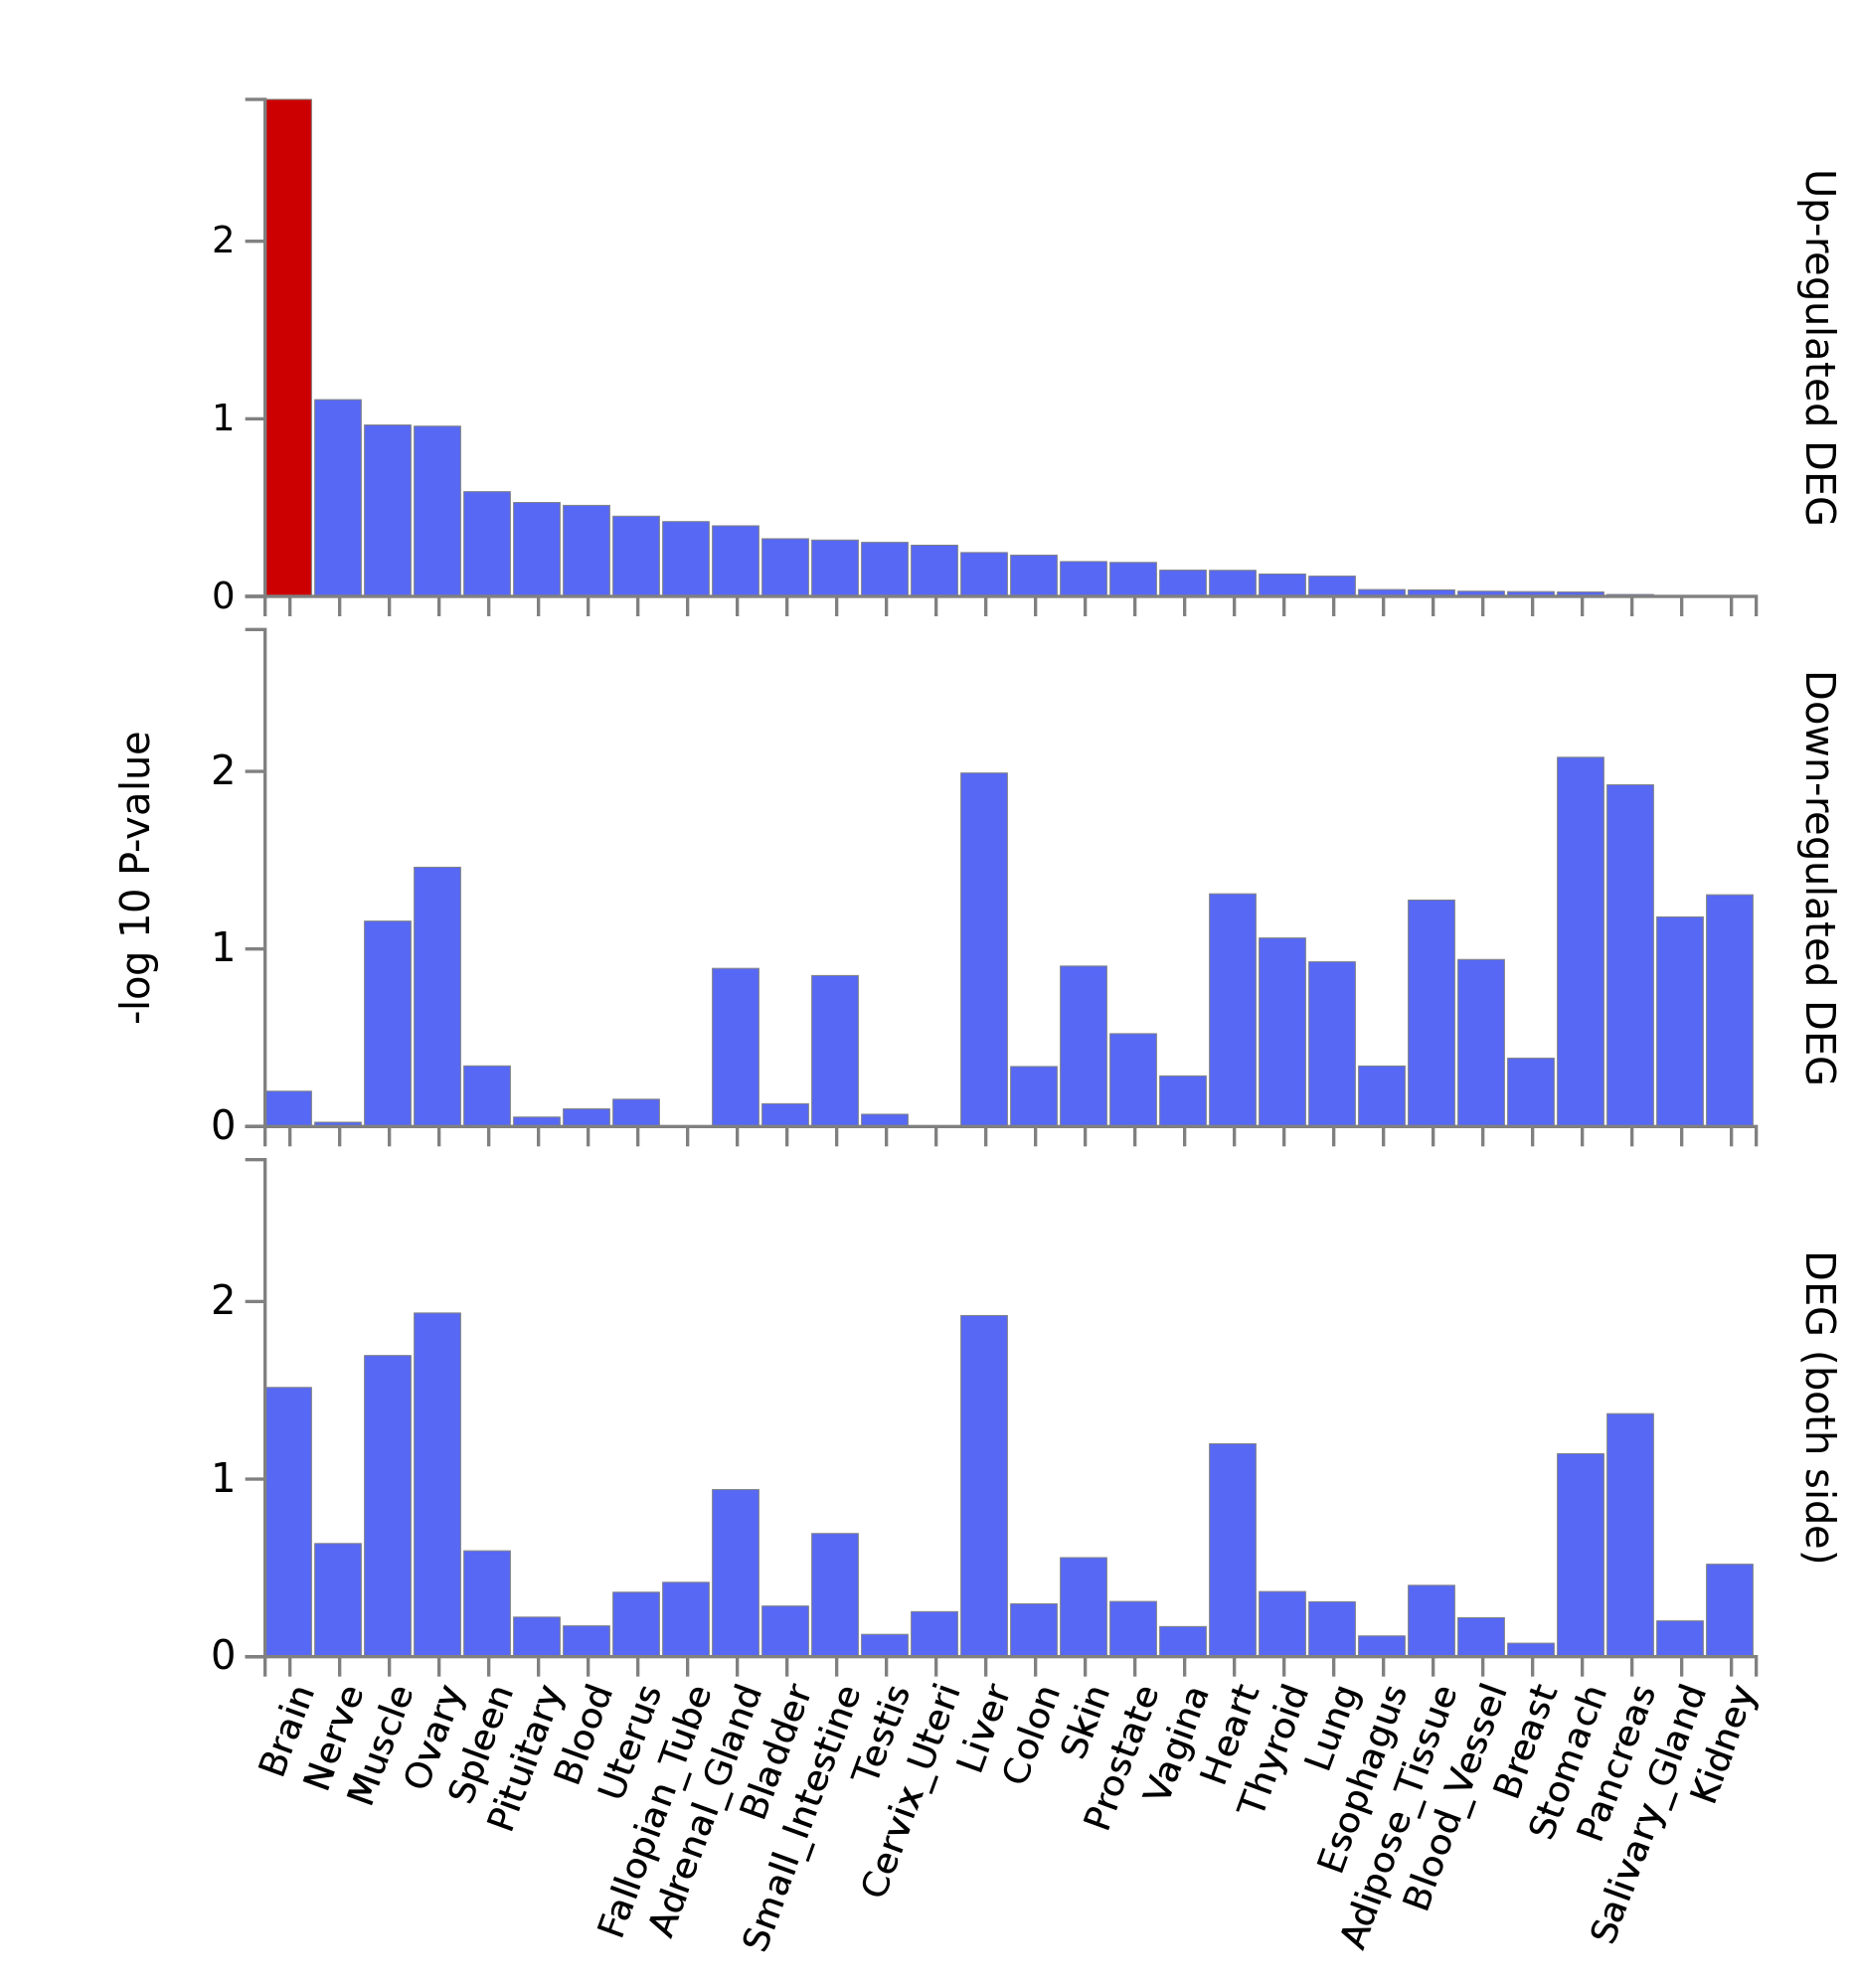 2
1
0
Up-regulated DEG
-log 10 P-value
2
1
0
Down-regulated DEG
2
1
0
DEG (both side)
Brain
Nerve
Muscle
Ovary
Spleen
Pituitary
Blood
Uterus
Fallopian_Tube
Adrenal_Gland
Bladder
Small_Intestine
Testis
Cervix_Uteri
Liver
Colon
Skin
Prostate
Vagina
Heart
Thyroid
Lung
Esophagus
Adipose_Tissue
Blood_Vessel
Breast
Stomach
Pancreas
Salivary_Gland
Kidney